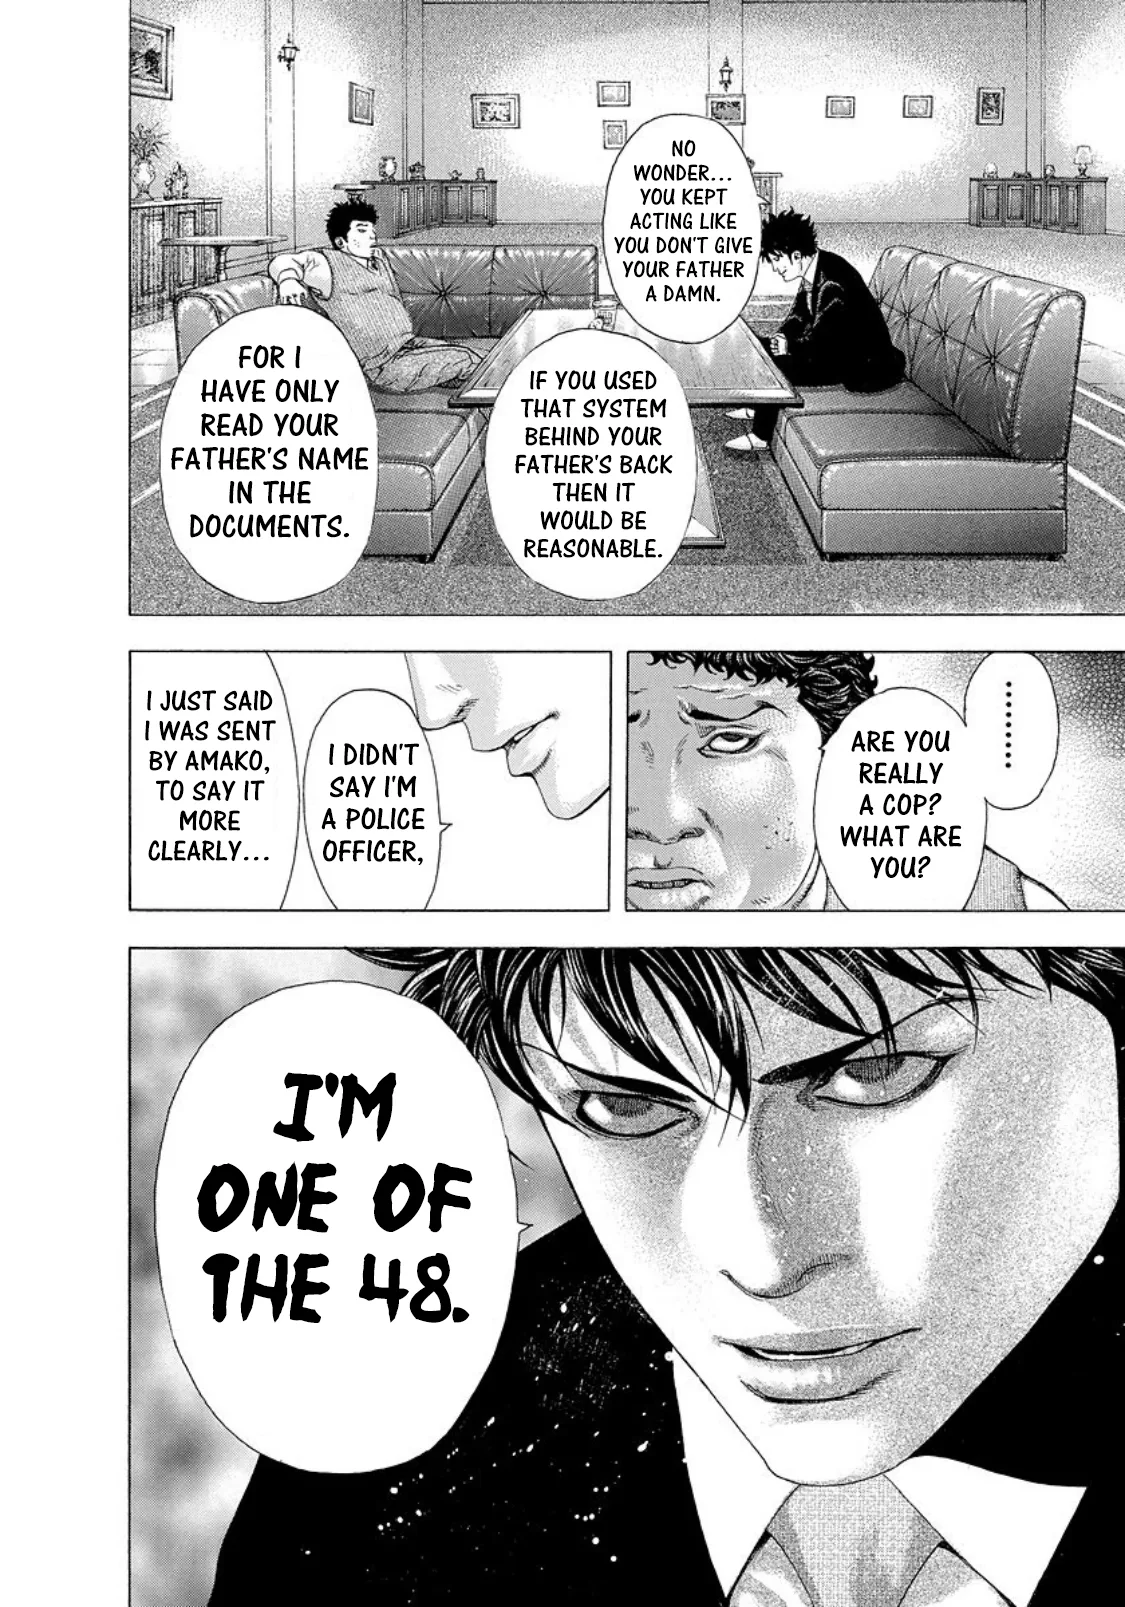 NO
WONDER...
YOU KEPT
ACTING LIKE
YOU DON'T GIVE
YOUR FATHER
A DAMN.
IF YOU USED
THAT SYSTEM
BEHIND YOUR
FATHER'S BACK
THEN IT
WOULD BE
REASONABLE.
FOR I
HAVE ONLY
READ YOUR
FATHER'S NAME
IN THE
DOCUMENTS.
.........
ARE YOU
REALLY
A COP?
WHAT ARE
YOU?
I DIDN'T
SAY I'M
A POLICE
OFFICER,
I JUST SAID
I WAS SENT
BY AMAKO,
TO SAY IT
MORE
CLEARLY...
I'M
ONE OF
THE 48.